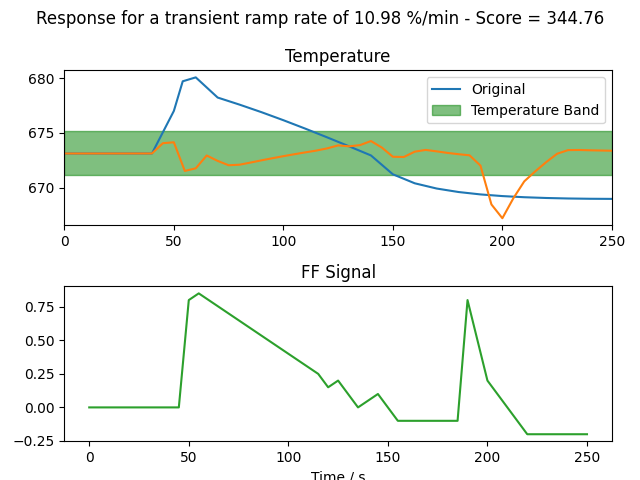 Response for a transient ramp rate of 10.98 %/min - Score = 344.76
Temperature
680
675
670
Original
Temperature Band
0 50 100 150 200 250
FF Signal
0.75
0.50
0.25
0.00
−0.25
0 50 100 150 200 250
Time / s